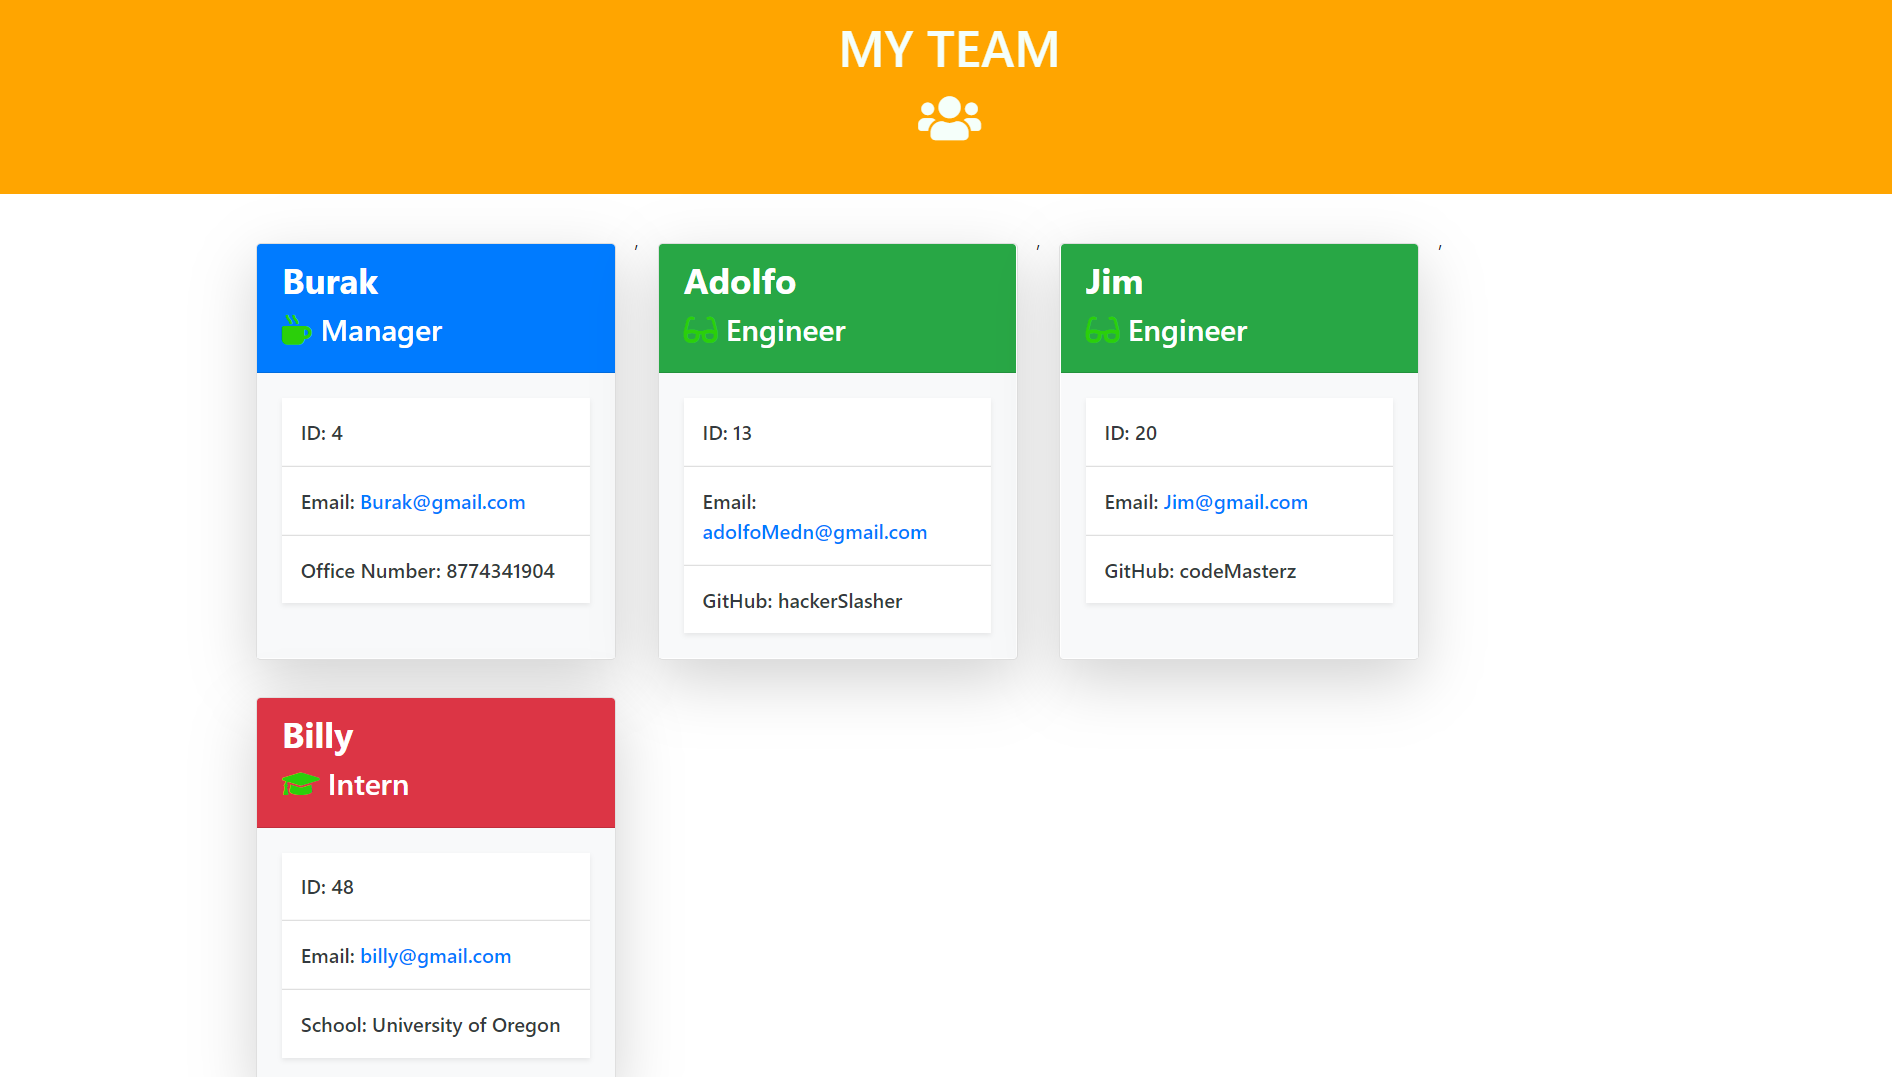 MY TEAM
Burak
Manager
ID: 4
Email: Burak@gmail.com
Office Number: 8774341904
,
Adolfo
Engineer
ID: 13
Email:
adolfoMedn@gmail.com
GitHub: hackerSlasher
,
Jim
Engineer
ID: 20
Email: Jim@gmail.com
GitHub: codeMasterz
,
Billy
Intern
ID: 48
Email: billy@gmail.com
School: University of Oregon